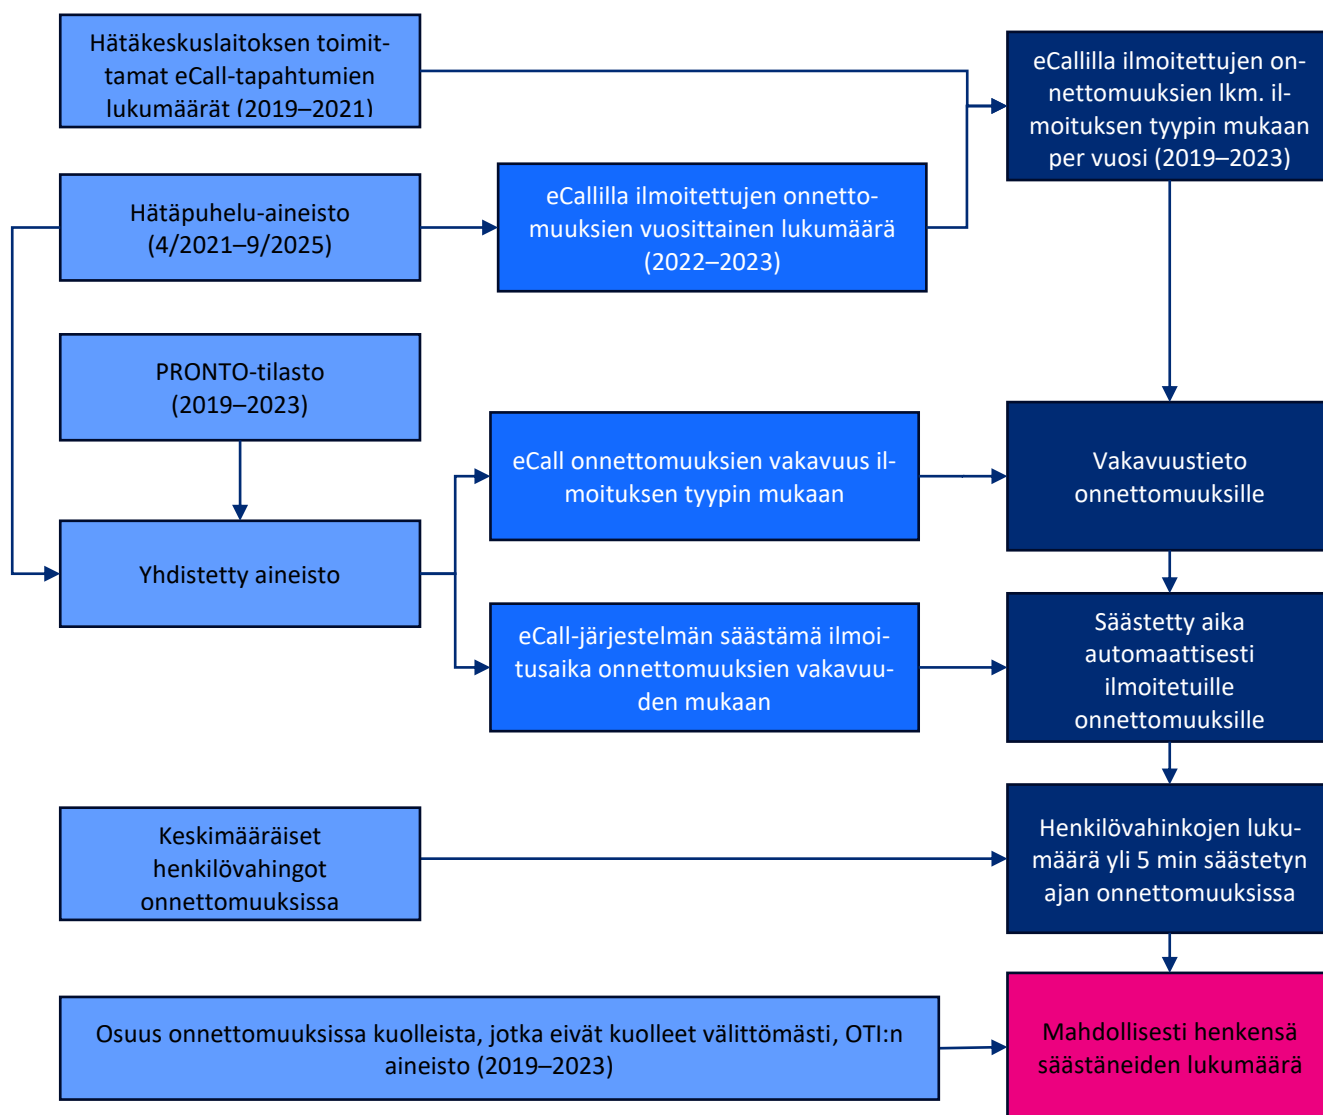 Hätäkeskuslaitoksen toimit-
tamat eCall-tapahtumien
lukumäärät (2019–2021)
eCallilla ilmoitettujen on-
nettomuuksien lkm. il-
moituksen tyypin mukaan
per vuosi (2019–2023)
Hätäpuhelu-aineisto
(4/2021–9/2025)
eCallilla ilmoitettujen onnetto-
muuksien vuosittainen lukumäärä
(2022–2023)
PRONTO-tilasto
(2019–2023)
eCall onnettomuuksien vakavuus il-
moituksen tyypin mukaan
Vakavuustieto
onnettomuuksille
Yhdistetty aineisto
eCall-järjestelmän säästämä ilmoi-
tusaika onnettomuuksien vakavuu-
den mukaan
Säästetty aika
automaattisesti
ilmoitetuille
onnettomuuksille
Keskimääräiset
henkilövahingot
onnettomuuksissa
Henkilövahinkojen luku-
määrä yli 5 min säästetyn
ajan onnettomuuksissa
Osuus onnettomuuksissa kuolleista, jotka eivät kuolleet välittömästi, OTI:n
aineisto (2019–2023)
Mahdollisesti henkensä
säästäneiden lukumäärä